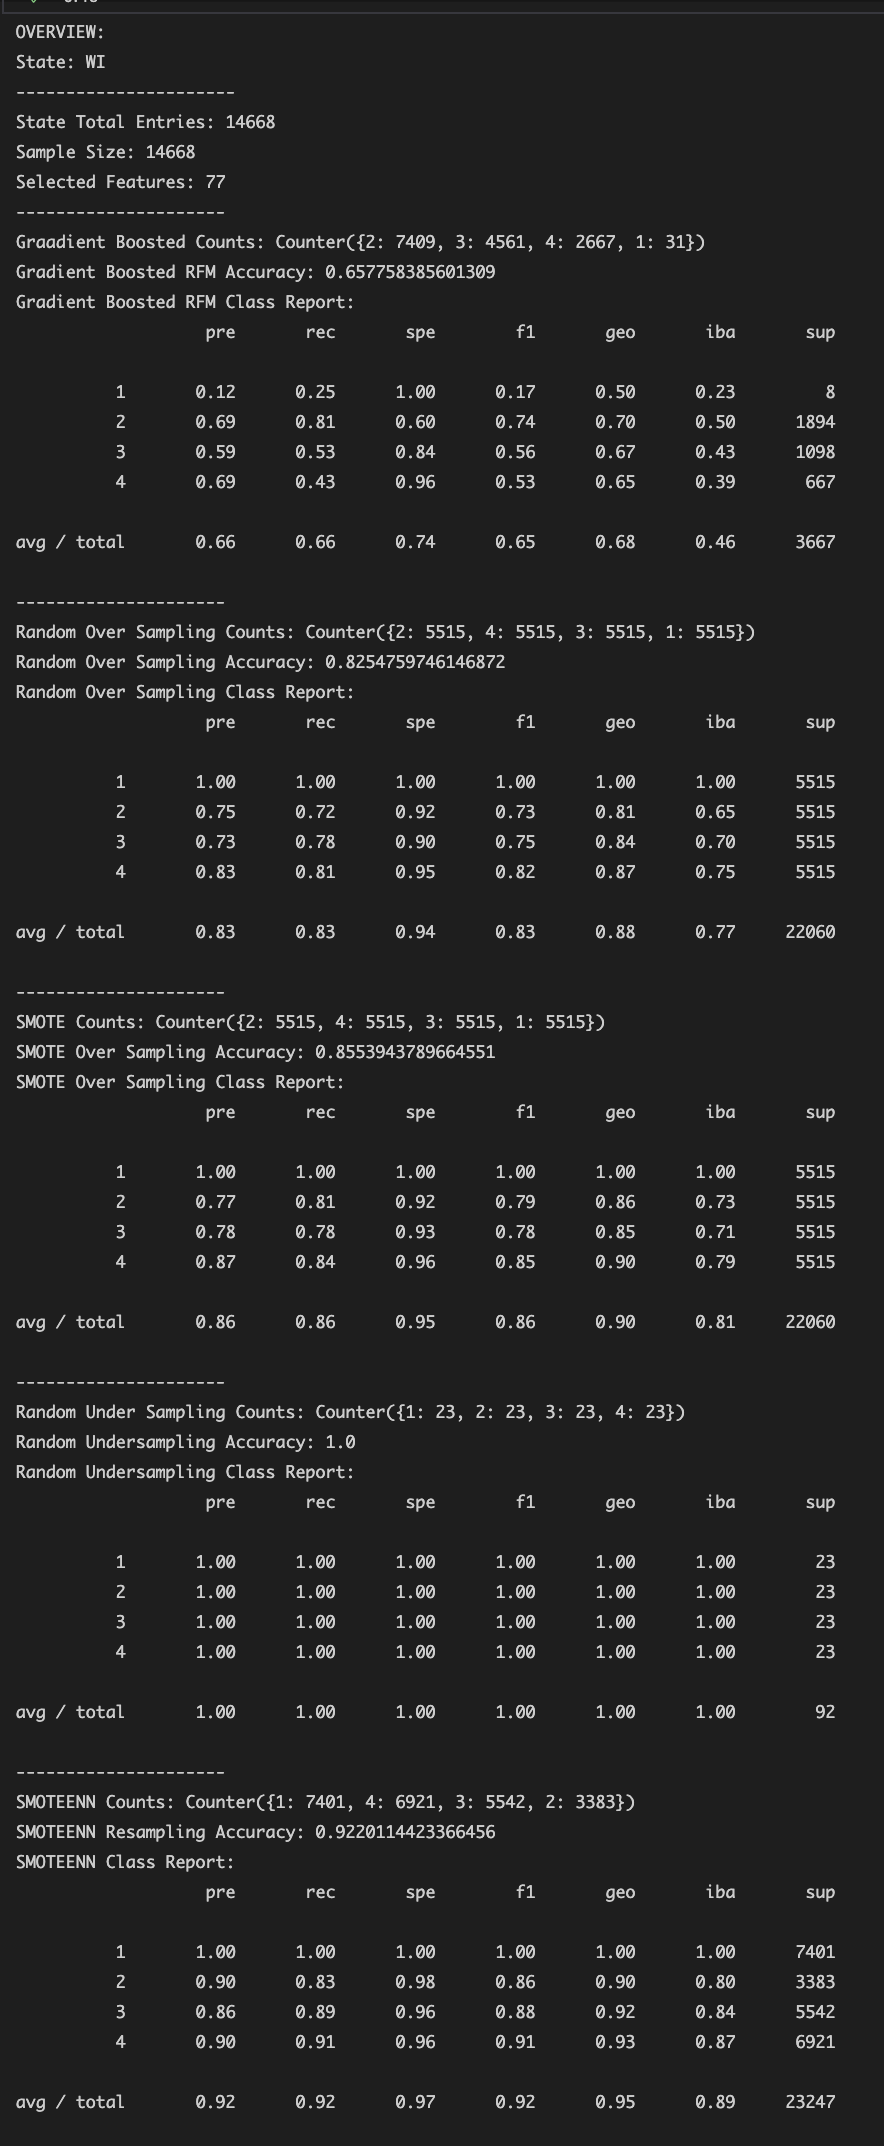 OVERVIEW:
State: WI
----------------------
State Total Entries: 14668
Sample Size: 14668
Selected Features: 77
---------------------
Graadient Boosted Counts: Counter({2: 7409, 3: 4561, 4: 2667, 1: 31})
Gradient Boosted RFM Accuracy: 0.657758385601309
Gradient Boosted RFM Class Report:
pre rec spe f1 geo iba sup
1 0.12 0.25 1.00 0.17 0.50 0.23 8
2 0.69 0.81 0.60 0.74 0.70 0.50 1894
3 0.59 0.53 0.84 0.56 0.67 0.43 1098
4 0.69 0.43 0.96 0.53 0.65 0.39 667
avg / total 0.66 0.66 0.74 0.65 0.68 0.46 3667
---------------------
Random Over Sampling Counts: Counter({2: 5515, 4: 5515, 3: 5515, 1: 5515})
Random Over Sampling Accuracy: 0.8254759746146872
Random Over Sampling Class Report:
pre rec spe f1 geo iba sup
1 1.00 1.00 1.00 1.00 1.00 1.00 5515
2 0.75 0.72 0.92 0.73 0.81 0.65 5515
3 0.73 0.78 0.90 0.75 0.84 0.70 5515
4 0.83 0.81 0.95 0.82 0.87 0.75 5515
avg / total 0.83 0.83 0.94 0.83 0.88 0.77 22060
---------------------
SMOTE Counts: Counter({2: 5515, 4: 5515, 3: 5515, 1: 5515})
SMOTE Over Sampling Accuracy: 0.8553943789664551
SMOTE Over Sampling Class Report:
pre rec spe f1 geo iba sup
1 1.00 1.00 1.00 1.00 1.00 1.00 5515
2 0.77 0.81 0.92 0.79 0.86 0.73 5515
3 0.78 0.78 0.93 0.78 0.85 0.71 5515
4 0.87 0.84 0.96 0.85 0.90 0.79 5515
avg / total 0.86 0.86 0.95 0.86 0.90 0.81 22060
---------------------
Random Under Sampling Counts: Counter({1: 23, 2: 23, 3: 23, 4: 23})
Random Undersampling Accuracy: 1.0
Random Undersampling Class Report:
pre rec spe f1 geo iba sup
1 1.00 1.00 1.00 1.00 1.00 1.00 23
2 1.00 1.00 1.00 1.00 1.00 1.00 23
3 1.00 1.00 1.00 1.00 1.00 1.00 23
4 1.00 1.00 1.00 1.00 1.00 1.00 23
avg / total 1.00 1.00 1.00 1.00 1.00 1.00 92
---------------------
SMOTEENN Counts: Counter({1: 7401, 4: 6921, 3: 5542, 2: 3383})
SMOTEENN Resampling Accuracy: 0.9220114423366456
SMOTEENN Class Report:
pre rec spe f1 geo iba sup
1 1.00 1.00 1.00 1.00 1.00 1.00 7401
2 0.90 0.83 0.98 0.86 0.90 0.80 3383
3 0.86 0.89 0.96 0.88 0.92 0.84 5542
4 0.90 0.91 0.96 0.91 0.93 0.87 6921
avg / total 0.92 0.92 0.97 0.92 0.95 0.89 23247